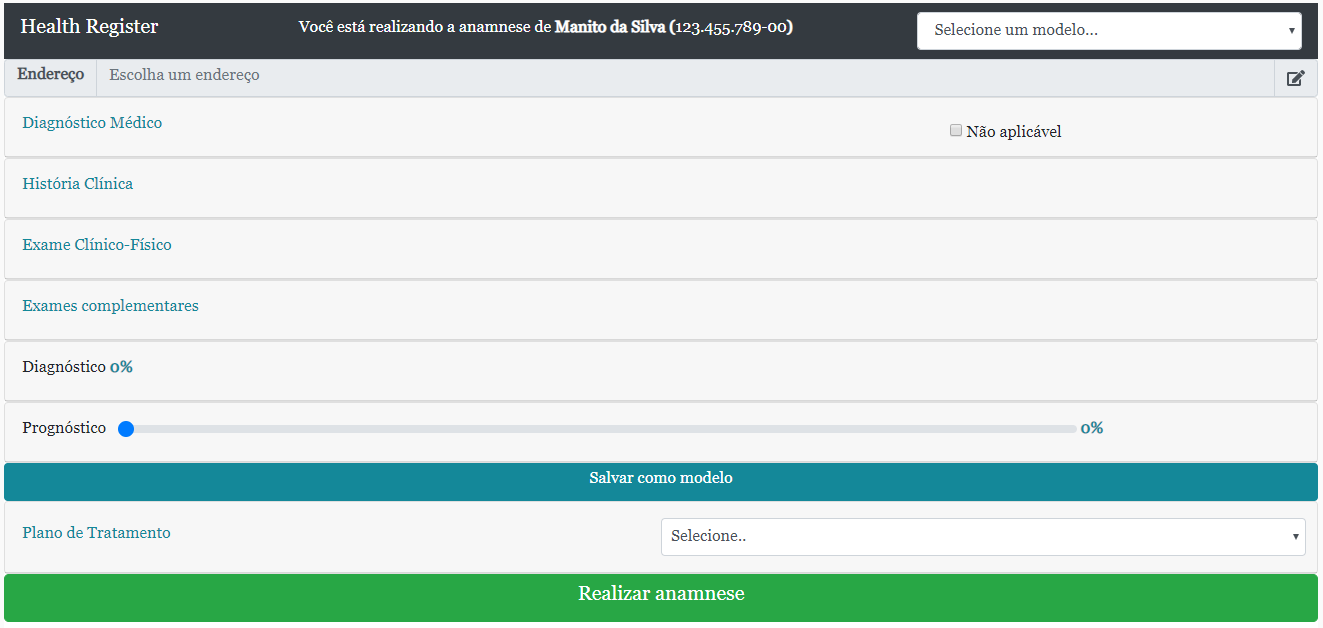 Health Register
Você está realizando a anamnese de Manito da Silva (123.455.789-00)
Selecione um modelo...
Endereço
Escolha um endereço
Diagnóstico Médico
Não aplicável
História Clínica
Exame Clínico-Físico
Exames complementares
Diagnóstico 0%
Prognóstico
0%
Salvar como modelo
Plano de Tratamento
Selecione..
Realizar anamnese